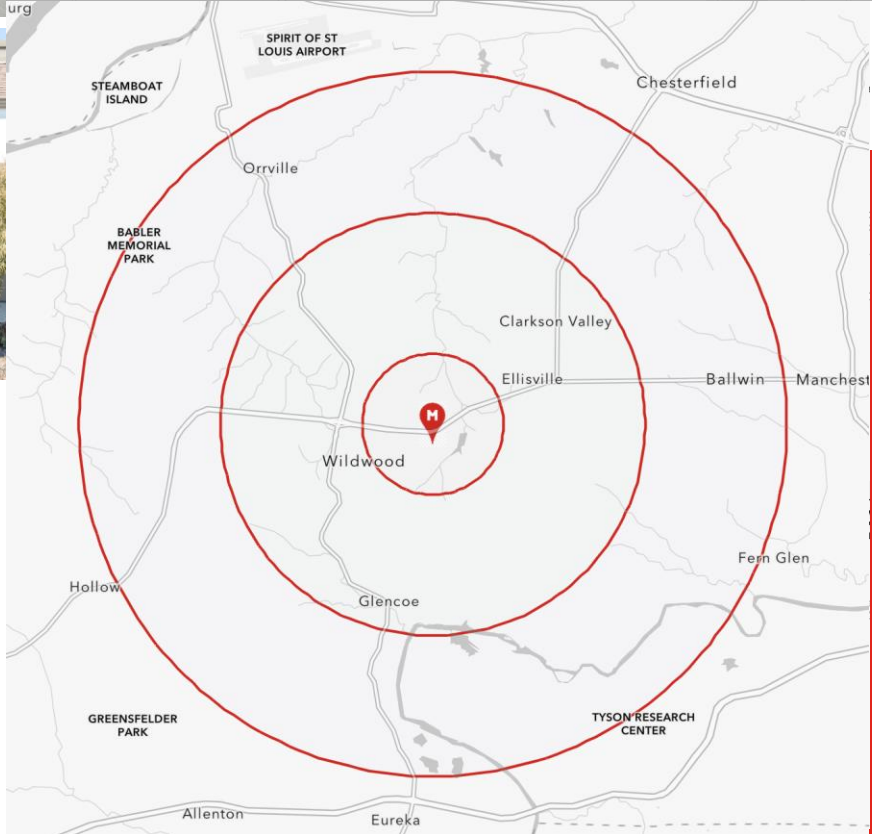 urg
SPIRIT OF ST
LOUIS AIRPORT
STEAMBOAT
ISLAND
Chesterfield
Orrville
BABLER
MEMORIAL
PARK
Clarkson Valley
Ellisville
Ballwin
Manchest
M
Wildwood
Fern Glen
Hollow
Glencoe
GREENSFELDER
PARK
TYSON RESEARCH
CENTER
Allenton
Eureka